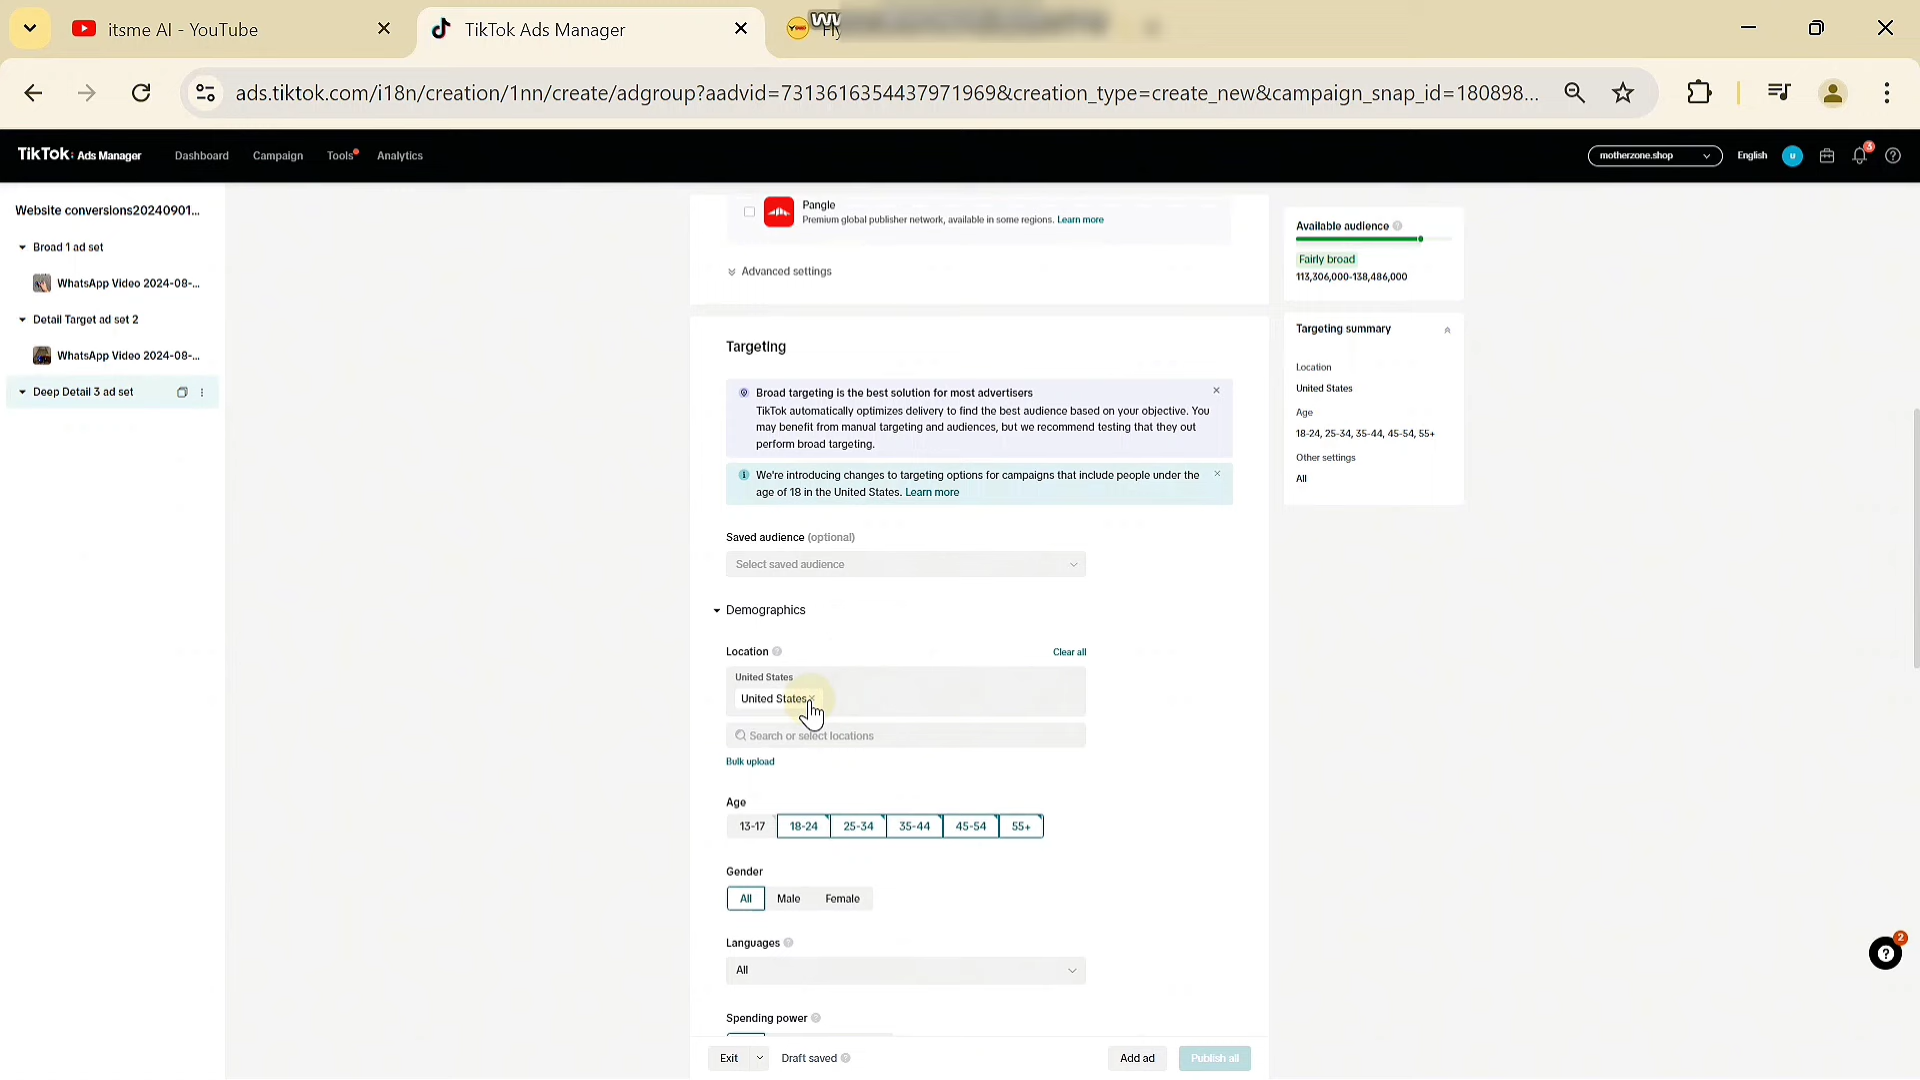 itsme AI - YouTube
TikTok Ads Manager
ads.tiktok.com/i18n/creation/1nn/create/adgroup?aadvid=7313616354437971969&creation_type=create_new&campaign_snap_id=180898...
TikTok: Ads Manager
Dashboard
Campaign
Tools
Analytics
motherzone.shop
English
U
3
Website conversions20240901...
Broad 1 ad set
WhatsApp Video 2024-08-...
Detail Target ad set 2
WhatsApp Video 2024-08-...
Deep Detail 3 ad set
Pangle
Premium global publisher network, available in some regions. Learn more
Advanced settings
Targeting
Broad targeting is the best solution for most advertisers
TikTok automatically optimizes delivery to find the best audience based on your objective. You
may benefit from manual targeting and audiences, but we recommend testing that they out
perform broad targeting.
We're introducing changes to targeting options for campaigns that include people under the
age of 18 in the United States. Learn more
Saved audience (optional)
Select saved audience
Demographics
Location
Clear all
United States
United States
Search or select locations
Bulk upload
Age
13-17
18-24
25-34
35-44
45-54
55+
Gender
All
Male
Female
Languages
All
Spending power
Exit
Draft saved
Add ad
Publish all
Available audience
Fairly broad
113,306,000-138,486,000
Targeting summary
Location
United States
Age
18-24, 25-34, 35-44, 45-54, 55+
Other settings
All
2